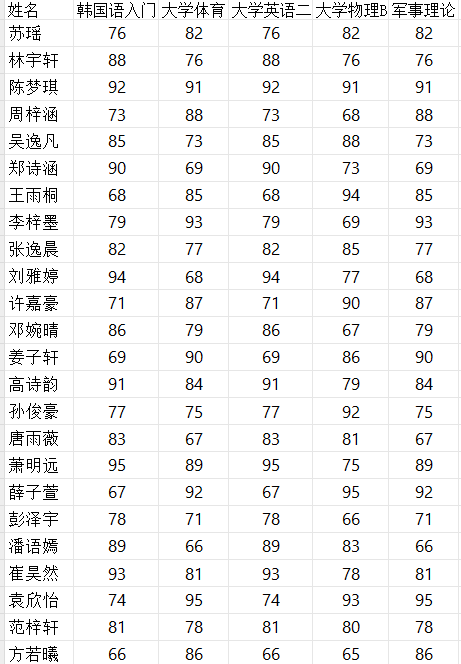 姓名 韩国语入门 大学体育 大学英语二 大学物理B 军事理论
苏瑶 76 82 76 82 82
林宇轩 88 76 88 76 76
陈梦琪 92 91 92 91 91
周梓涵 73 88 73 68 88
吴逸凡 85 73 85 88 73
郑诗涵 90 69 90 73 69
王雨桐 68 85 68 94 85
李梓墨 79 93 79 69 93
张逸晨 82 77 82 85 77
刘雅婷 94 68 94 77 68
许嘉豪 71 87 71 90 87
邓婉晴 86 79 86 67 79
姜子轩 69 90 69 86 90
高诗韵 91 84 91 79 84
孙俊豪 77 75 77 92 75
唐雨薇 83 67 83 81 67
萧明远 95 89 95 75 89
薛子萱 67 92 67 95 92
彭泽宇 78 71 78 66 71
潘语嫣 89 66 89 83 66
崔昊然 93 81 93 78 81
袁欣怡 74 95 74 93 95
范梓轩 81 78 81 80 78
方若曦 66 86 66 65 86